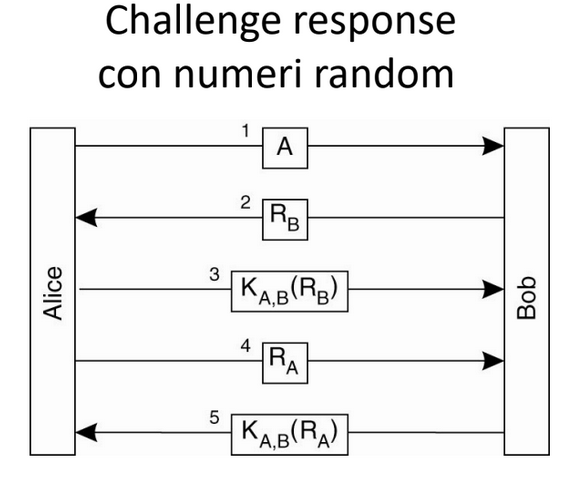 Challenge response
con numeri random
1
A
2
R_B
3
K_A,B(R_B)
4
R_A
5
K_A,B(R_A)
Alice
Bob